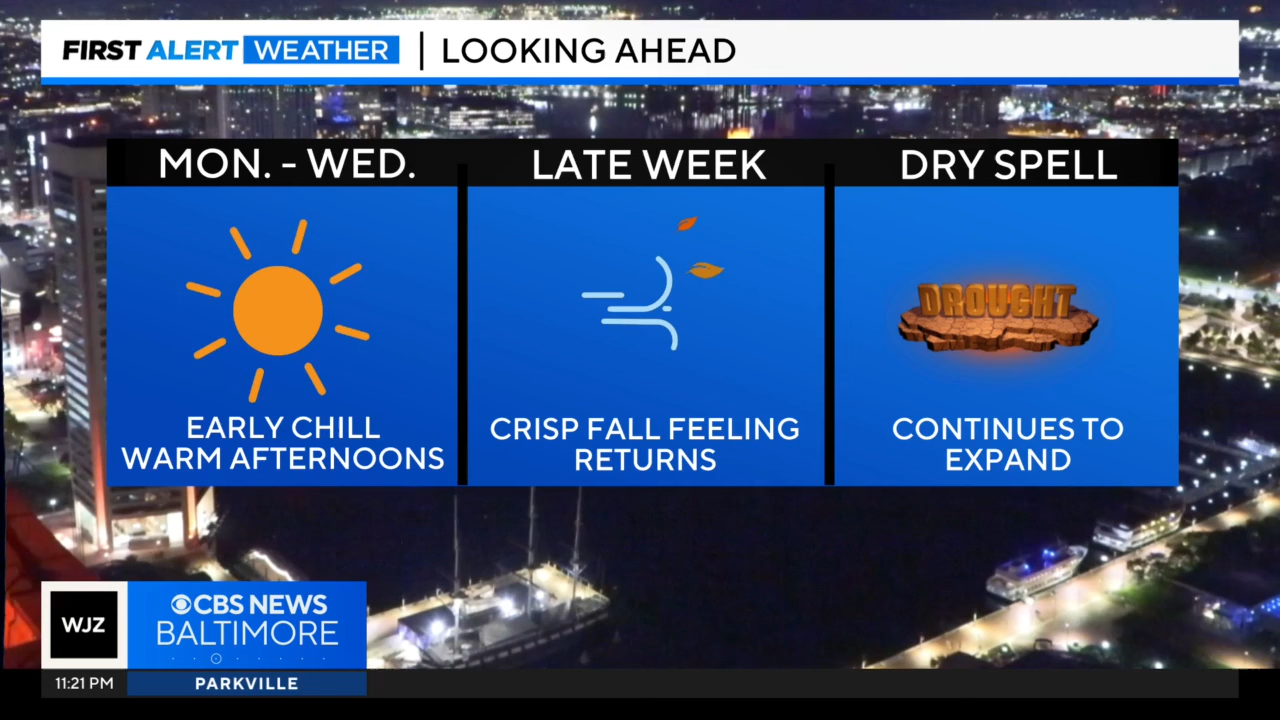 FIRST ALERT WEATHER | LOOKING AHEAD
MON. - WED.
EARLY CHILL
WARM AFTERNOONS
LATE WEEK
CRISP FALL FEELING
RETURNS
DRY SPELL
DROUGHT
CONTINUES TO
EXPAND
WJZ
CBS NEWS
BALTIMORE
11:21 PM
PARKVILLE